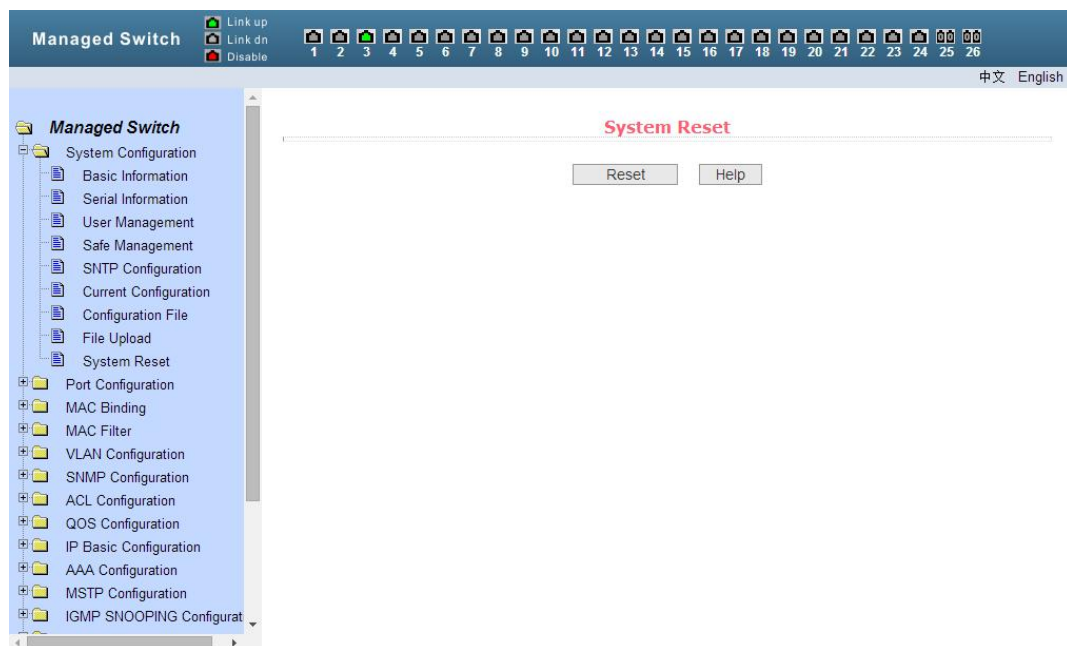 Managed Switch
Link up
Link dn
Disable
1 2 3 4 5 6 7 8 9 10 11 12 13 14 15 16 17 18 19 20 21 22 23 24 25 26
中文 English
Managed Switch
System Configuration
Basic Information
Serial Information
User Management
Safe Management
SNTP Configuration
Current Configuration
Configuration File
File Upload
System Reset
Port Configuration
MAC Binding
MAC Filter
VLAN Configuration
SNMP Configuration
ACL Configuration
QOS Configuration
IP Basic Configuration
AAA Configuration
MSTP Configuration
IGMP SNOOPING Configurat
System Reset
Reset Help